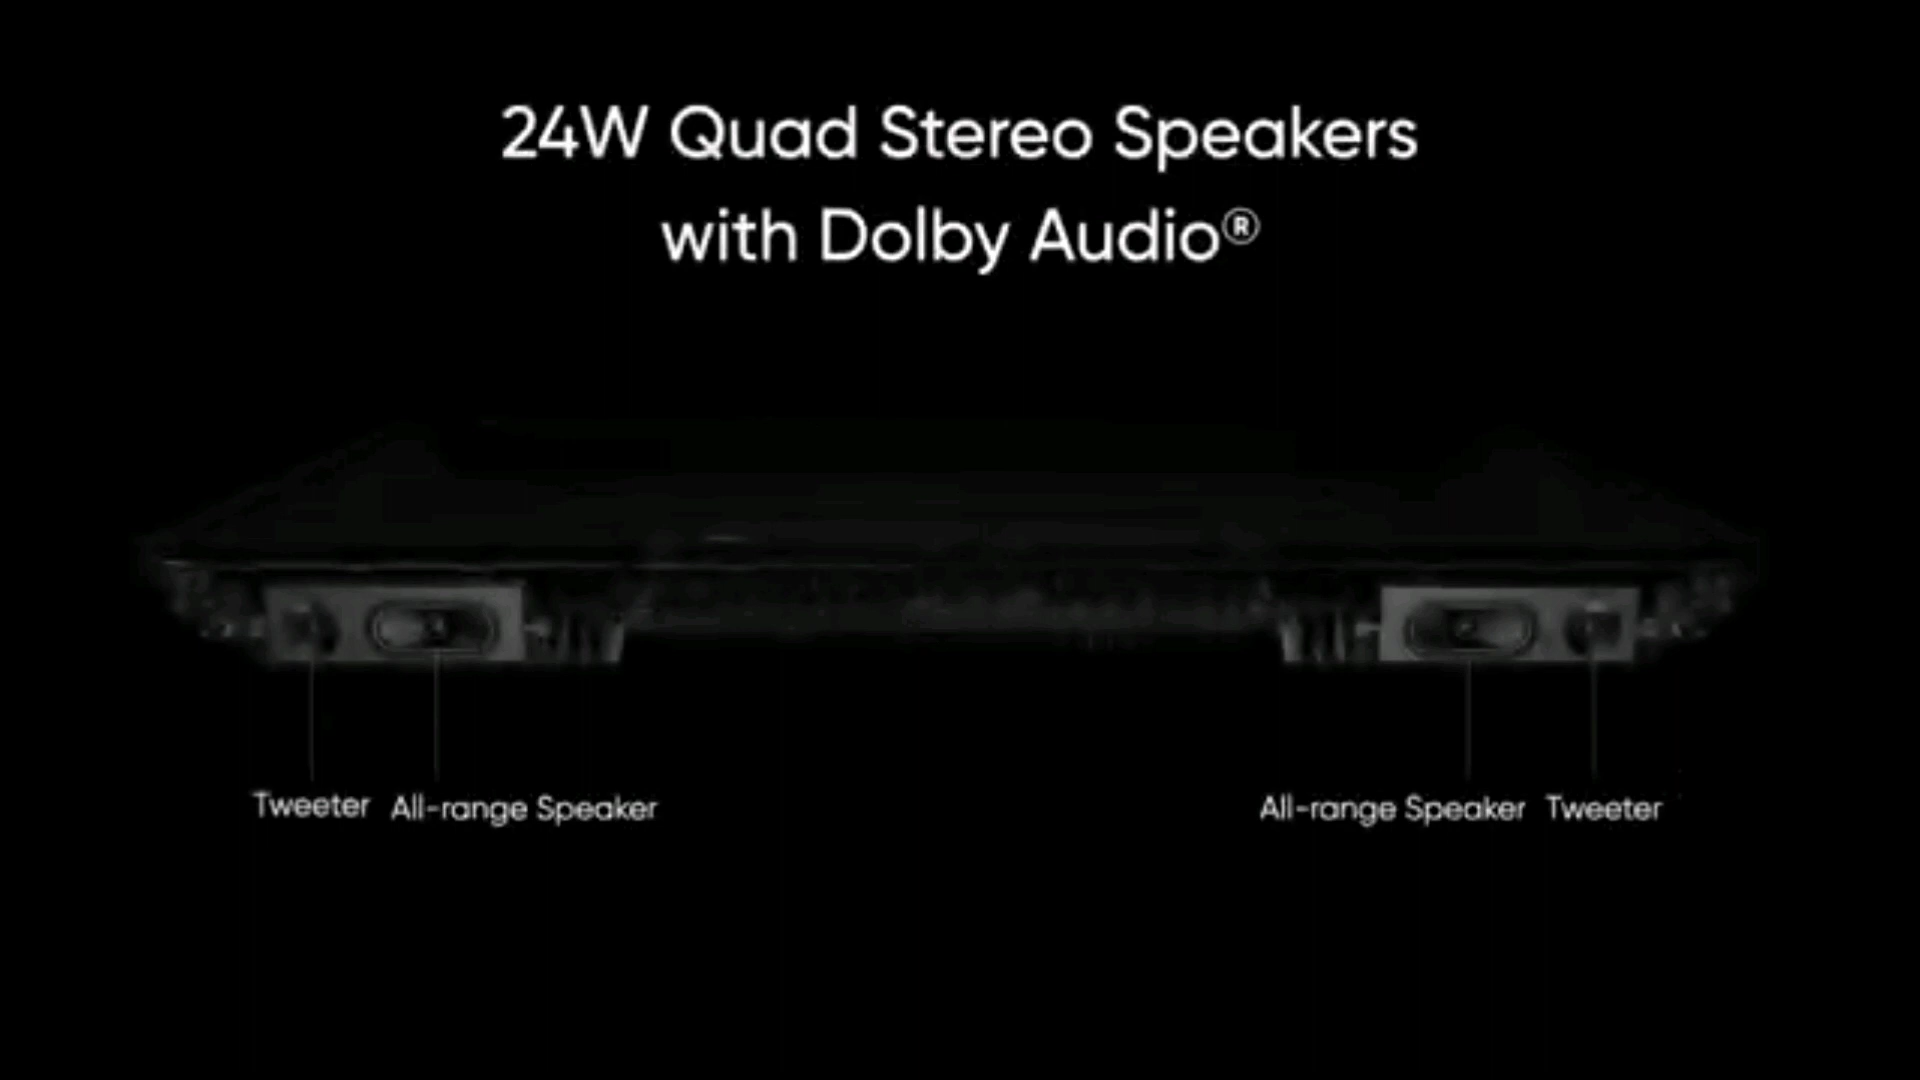 24W Quad Stereo Speakers
with Dolby Audio®
Tweeter All-range Speaker
All-range Speaker Tweeter